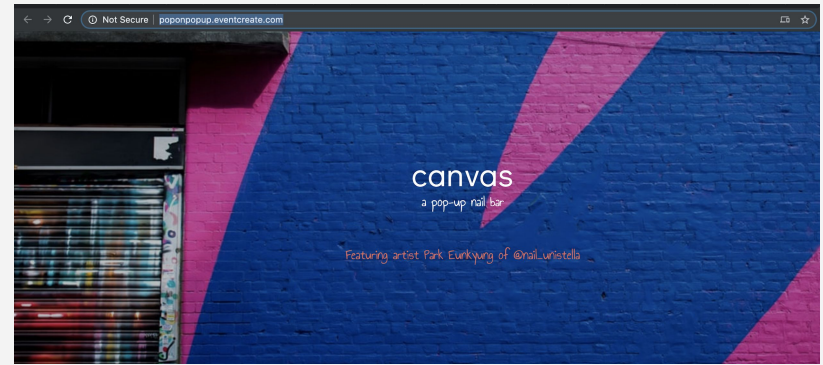 Not Secure | poponpopup.eventcreate.com
canvas
a pop-up nail bar
Featuring artist Park Eunkyung of @nail_unistella